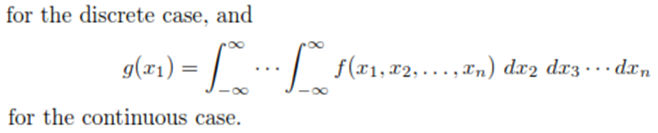 for the discrete case, and
g(x₁) = ∫_{-∞}^{∞} ⋯ ∫_{-∞}^{∞} f(x₁, x₂, . . . , xₙ) dx₂ dx₃ ⋯ dxₙ
for the continuous case.